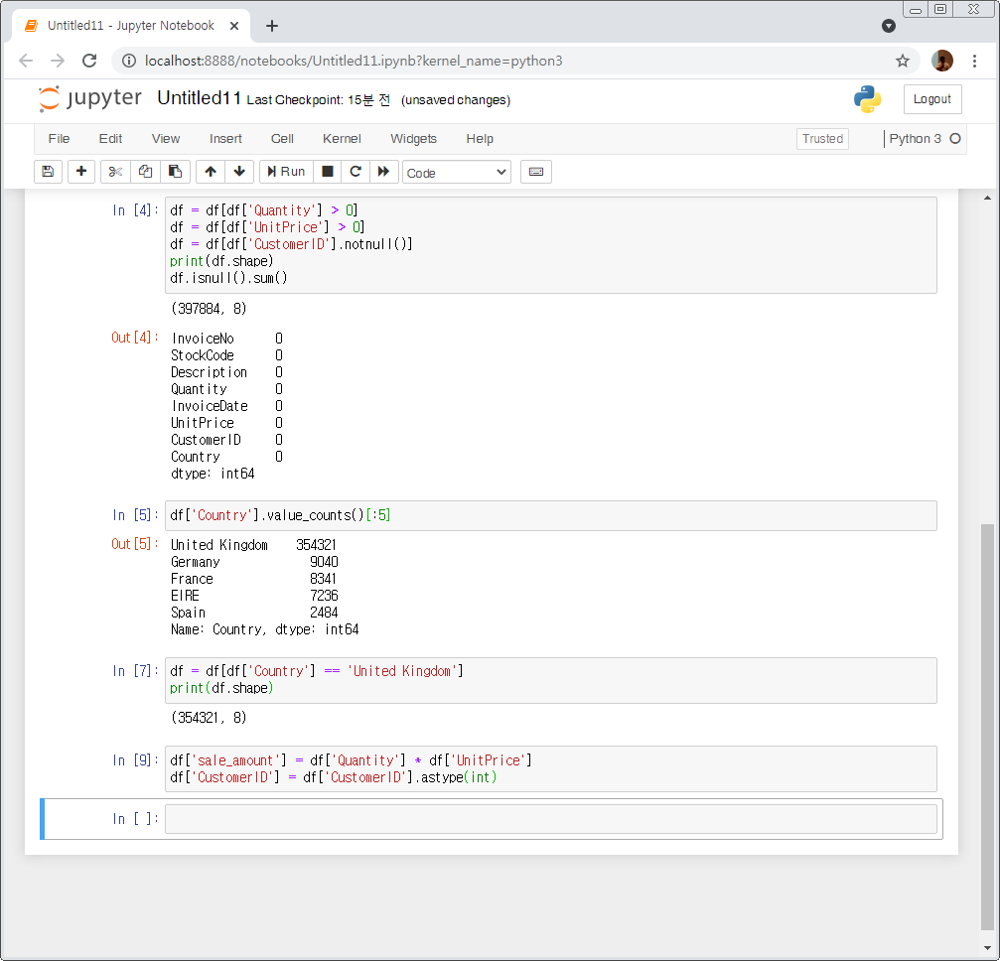 Untitled11 - Jupyter Notebook
localhost:8888/notebooks/Untitled11.ipynb?kernel_name=python3
jupyter Untitled11 Last Checkpoint: 15분 전 (unsaved changes) Logout
File Edit View Insert Cell Kernel Widgets Help Trusted Python 3
Run Code
In [4]: df = df[df['Quantity'] > 0]
df = df[df['UnitPrice'] > 0]
df = df[df['CustomerID'].notnull()]
print(df.shape)
df.isnull().sum()
(397884, 8)
Out[4]: InvoiceNo 0
StockCode 0
Description 0
Quantity 0
InvoiceDate 0
UnitPrice 0
CustomerID 0
Country 0
dtype: int64
In [5]: df['Country'].value_counts()[:5]
Out[5]: United Kingdom 354321
Germany 9040
France 8341
EIRE 7236
Spain 2484
Name: Country, dtype: int64
In [7]: df = df[df['Country'] == 'United Kingdom']
print(df.shape)
(354321, 8)
In [9]: df['sale_amount'] = df['Quantity'] * df['UnitPrice']
df['CustomerID'] = df['CustomerID'].astype(int)
In [ ]: